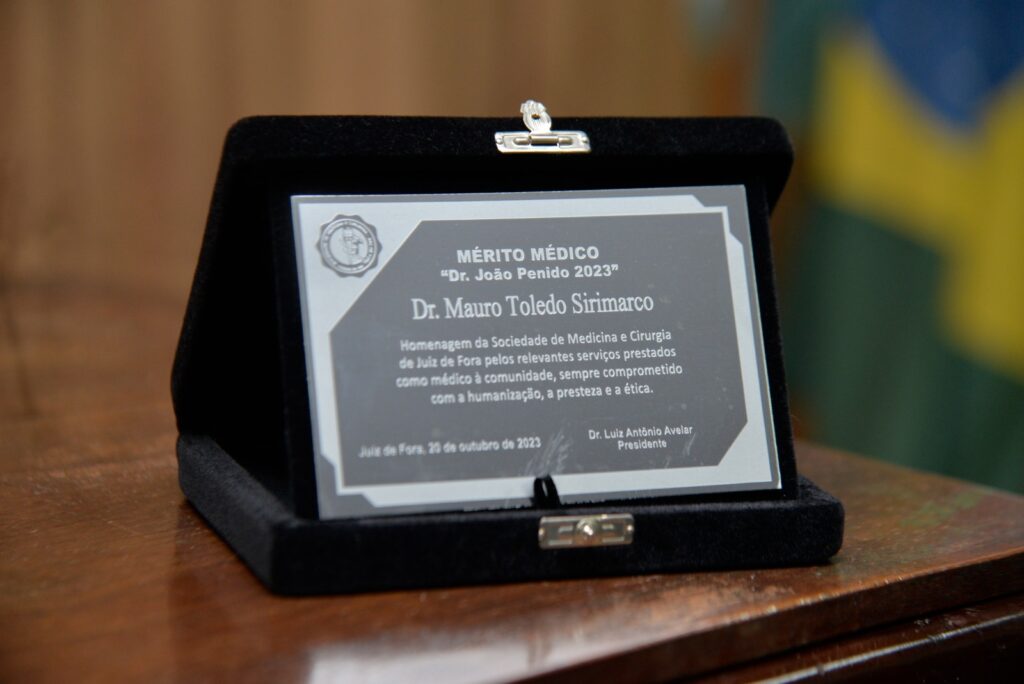 MÉRITO MÉDICO
“Dr. João Penido 2023”
Dr. Mauro Toledo Sirimarco
Homenagem da Sociedade de Medicina e Cirurgia
de Juiz de Fora pelos relevantes serviços prestados
como médico à comunidade, sempre comprometido
com a humanização, a presteza e a ética.
Juiz de Fora, 20 de outubro de 2023
Dr. Luiz Antônio Avelar
Presidente